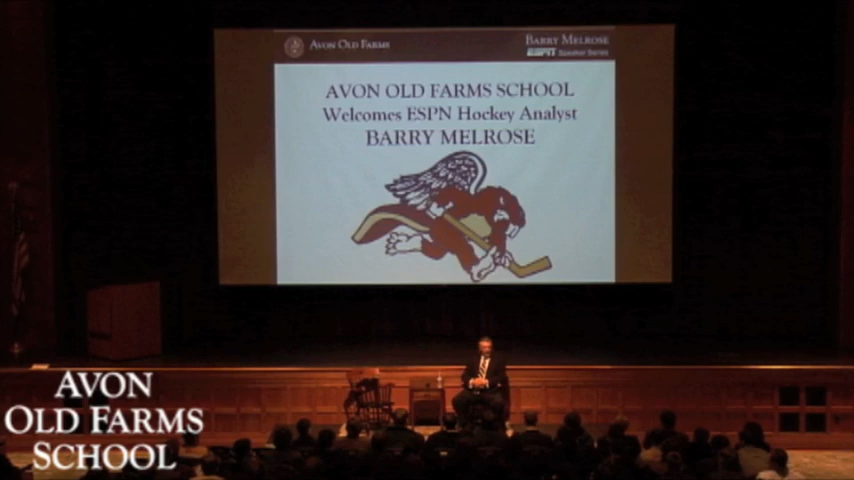 AVON OLD FARMS
BARRY MELROSE
ESPN Speaker Series
AVON OLD FARMS SCHOOL
Welcomes ESPN Hockey Analyst
BARRY MELROSE
AVON
OLD FARMS
SCHOOL